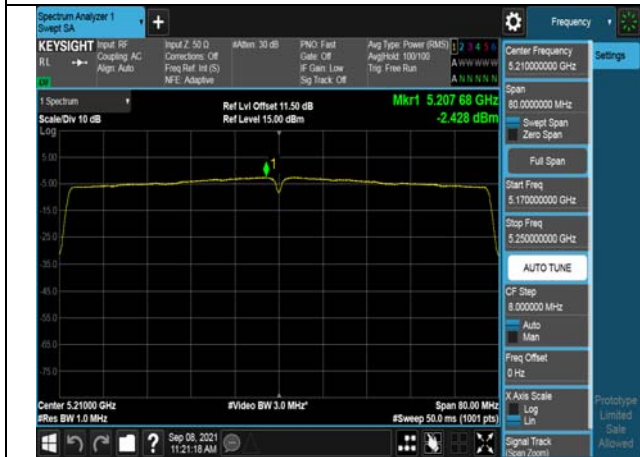 Spectrum Analyzer 1
Swept SA
+
Frequency
KEYSIGHT
RL
Input: RF
Coupling: AC
Align: Auto
Input Z: 50 Ω
Corrections: Off
Freq Ref: Int (S)
NFE: Adaptive
#Atten: 30 dB
PNO: Fast
Gate: Off
IF Gain: Low
Sig Track: Off
Avg Type: Power (RMS)
Avg|Hold: 100/100
Trig: Free Run
1 2 3 4 5 6
A W W W W W
A N N N N N
1 Spectrum
Scale/Div 10 dB
Log
Ref Lvl Offset 11.50 dB
Ref Level 15.00 dBm
Mkr1 5.207 68 GHz
-2.428 dBm
1
5.00
-5.00
-15.0
-25.0
-35.0
-45.0
-55.0
-65.0
-75.0
Center 5.21000 GHz
#Res BW 1.0 MHz
#Video BW 3.0 MHz*
Span 80.00 MHz
#Sweep 50.0 ms (1001 pts)
Sep 08, 2021
11:21:18 AM
Center Frequency
5.210000000 GHz
Settings
Span
80.0000000 MHz
Swept Span
Zero Span
Full Span
Start Freq
5.170000000 GHz
Stop Freq
5.250000000 GHz
AUTO TUNE
CF Step
8.000000 MHz
Auto
Man
Freq Offset
0 Hz
X Axis Scale
Log
Lin
Signal Track
(Span Zoom)
Prototype
Limited
Sale
Allowed